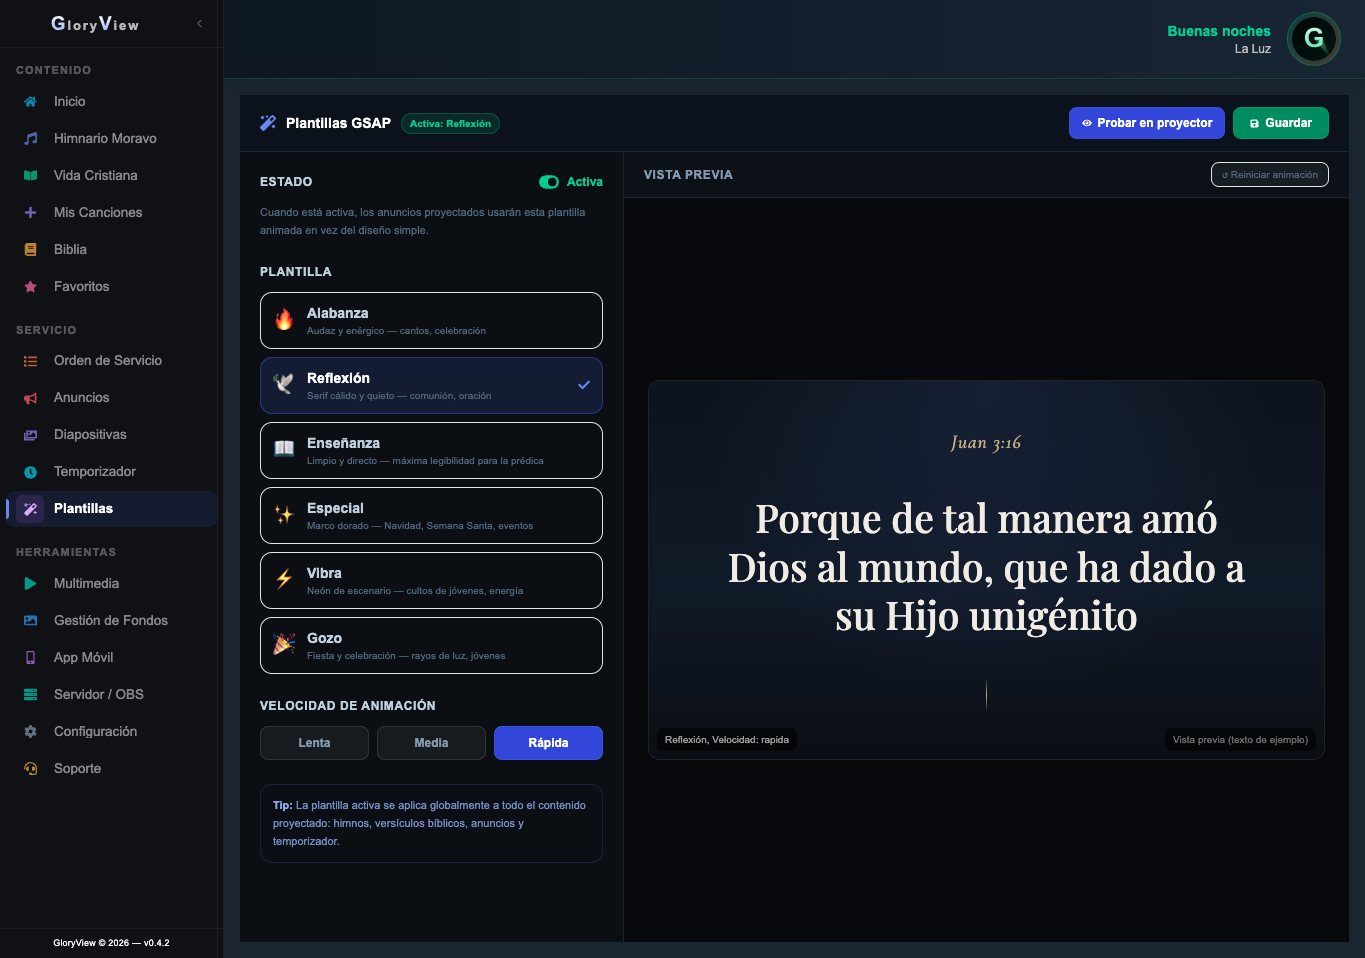 GloryView
CONTENIDO
Inicio
Himnario Moravo
Vida Cristiana
Mis Canciones
Biblia
Favoritos
SERVICIO
Orden de Servicio
Anuncios
Diapositivas
Temporizador
Plantillas
HERRAMIENTAS
Multimedia
Gestión de Fondos
App Móvil
Servidor / OBS
Configuración
Soporte
GloryView © 2026 — v0.4.2
Buenas noches
La Luz
G
Plantillas GSAP
Activa: Reflexión
Probar en proyector
Guardar
ESTADO
Activa
Cuando está activa, los anuncios proyectados usarán esta plantilla
animada en vez del diseño simple.
PLANTILLA
Alabanza
Audaz y enérgico — cantos, celebración
Reflexión
Serif cálido y quieto — comunión, oración
Enseñanza
Limpio y directo — máxima legibilidad para la prédica
Especial
Marco dorado — Navidad, Semana Santa, eventos
Vibra
Neón de escenario — cultos de jóvenes, energía
Gozo
Fiesta y celebración — rayos de luz, jóvenes
VELOCIDAD DE ANIMACIÓN
Lenta
Media
Rápida
Tip: La plantilla activa se aplica globalmente a todo el contenido
proyectado: himnos, versículos bíblicos, anuncios y
temporizador.
VISTA PREVIA
↺ Reiniciar animación
Juan 3:16
Porque de tal manera amó
Dios al mundo, que ha dado a
su Hijo unigénito
Reflexión, Velocidad: rapida
Vista previa (texto de ejemplo)